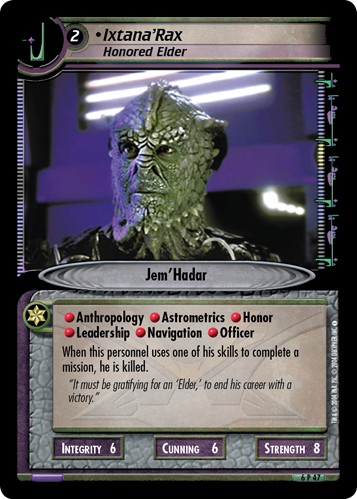 2 •Ixtana'Rax
Honored Elder
Jem'Hadar
•Anthropology •Astrometrics •Honor
•Leadership •Navigation •Officer
When this personnel uses one of his skills to complete a
mission, he is killed.
"It must be gratifying for an 'Elder,' to end his career with a
victory."
INTEGRITY 6 CUNNING 6 STRENGTH 8
6 P 47